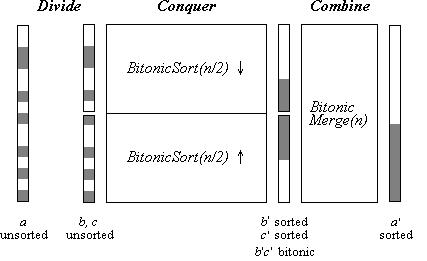 Divide Conquer Combine
BitonicSort(n/2) ↓
Bitonic
Merge(n)
BitonicSort(n/2) ↑
a b, c b' sorted a'
unsorted unsorted c' sorted sorted
b'c' bitonic